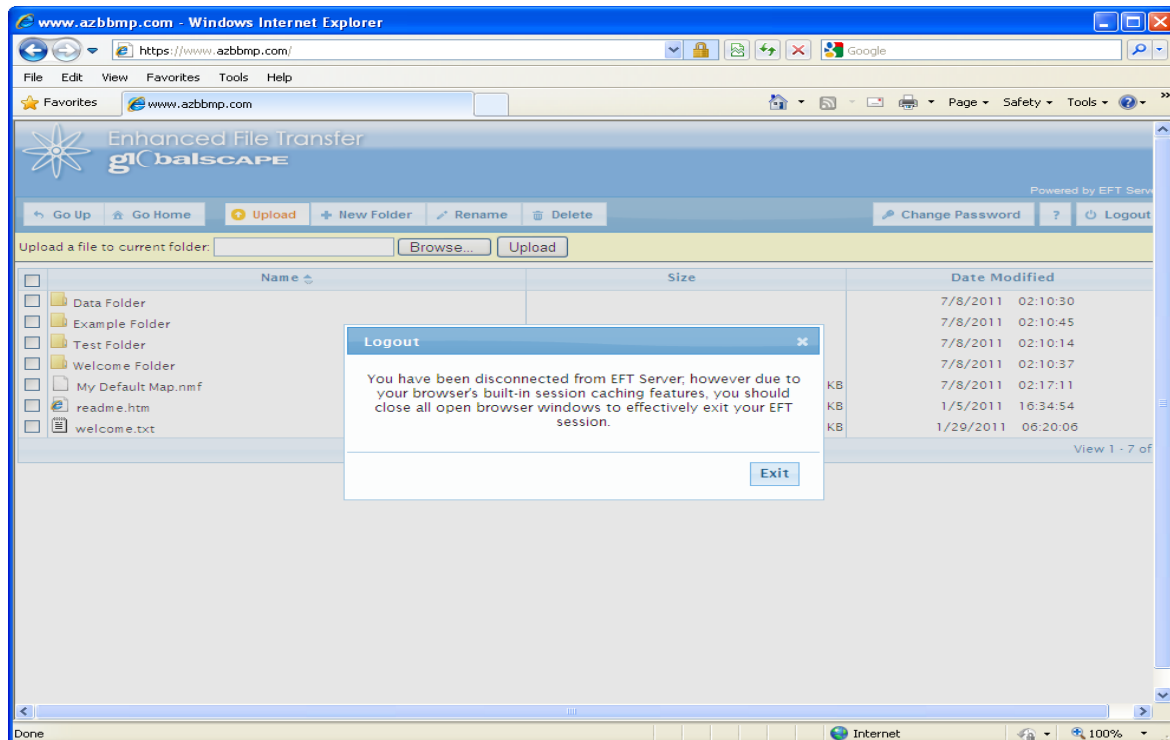 www.azbbmp.com - Windows Internet Explorer
https://www.azbbmp.com/
Google
File Edit View Favorites Tools Help
Favorites www.azbbmp.com Page Safety Tools
Enhanced File Transfer
globalscape
Powered by EFT Serv
Go Up Go Home Upload New Folder Rename Delete Change Password ? Logout
Upload a file to current folder: Browse... Upload
Name Size Date Modified
Data Folder 7/8/2011 02:10:30
Example Folder 7/8/2011 02:10:45
Test Folder 7/8/2011 02:10:14
Welcome Folder 7/8/2011 02:10:37
My Default Map.nmf KB 7/8/2011 02:17:11
readme.htm KB 1/5/2011 16:34:54
welcome.txt KB 1/29/2011 06:20:06
View 1 - 7 of
Logout
You have been disconnected from EFT Server; however due to
your browser's built-in session caching features, you should
close all open browser windows to effectively exit your EFT
session.
Exit
Done Internet 100%